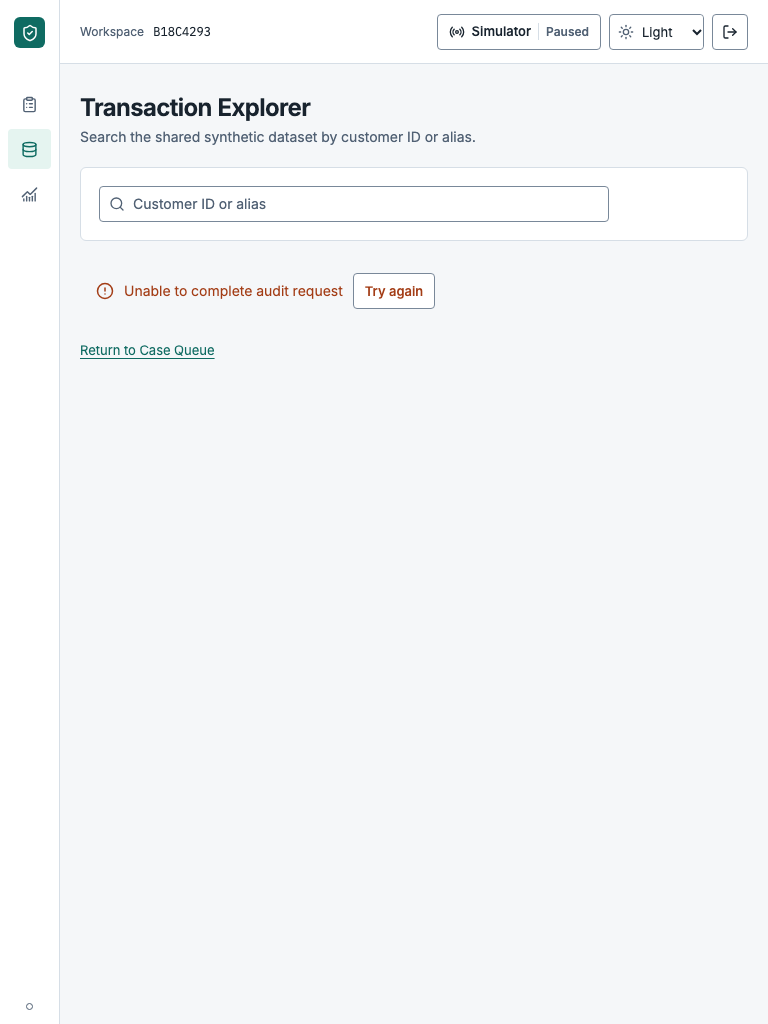 Workspace B18C4293
Simulator Paused
Light
Transaction Explorer
Search the shared synthetic dataset by customer ID or alias.
Customer ID or alias
Unable to complete audit request
Try again
Return to Case Queue